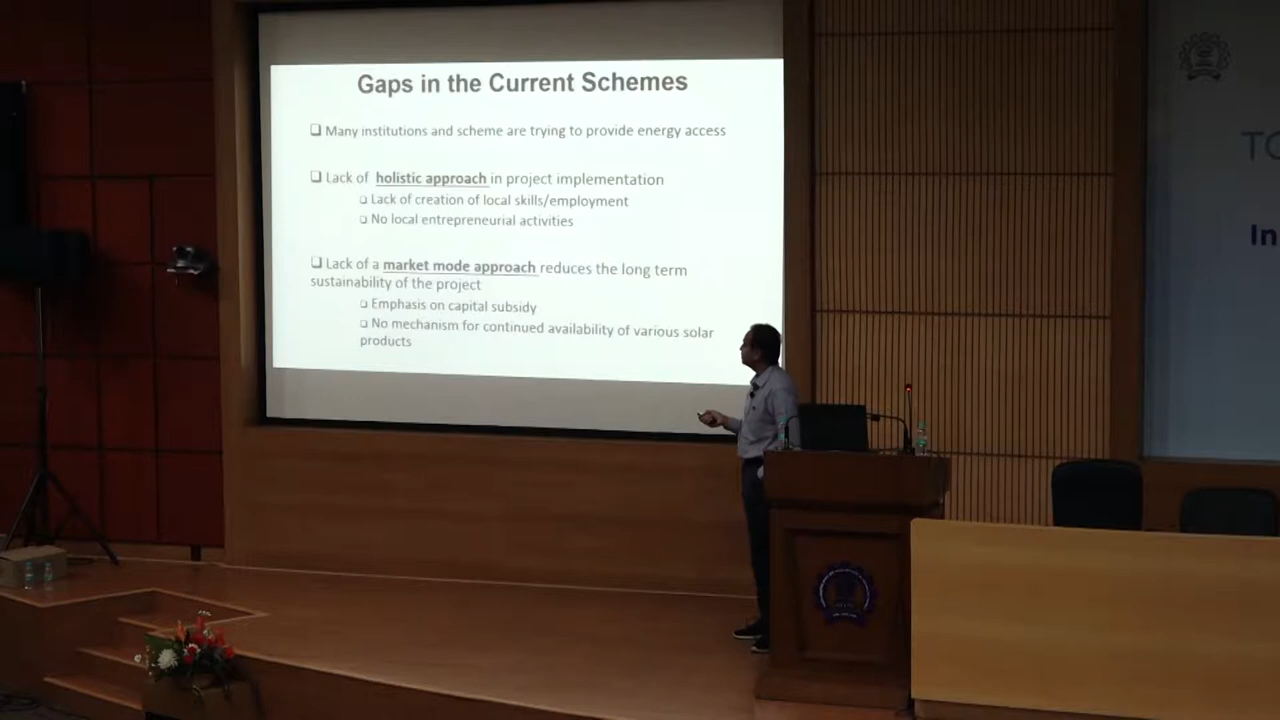 Gaps in the Current Schemes
❑ Many institutions and scheme are trying to provide energy access
❑ Lack of holistic approach in project implementation
❑ Lack of creation of local skills/employment
❑ No local entrepreneurial activities
❑ Lack of a market mode approach reduces the long term
sustainability of the project
❑ Emphasis on capital subsidy
❑ No mechanism for continued availability of various solar
products
TO
In